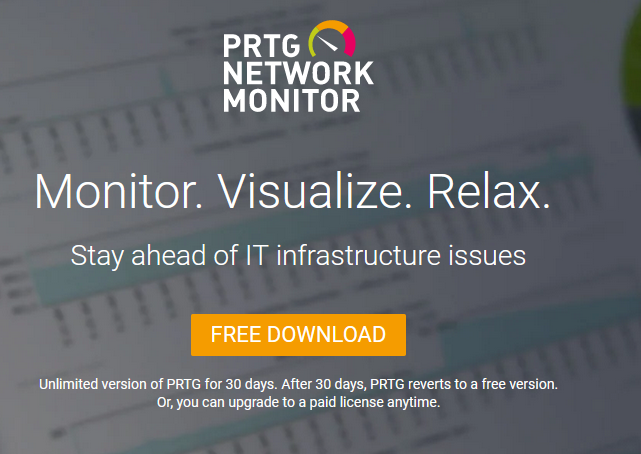 PRTG
NETWORK
MONITOR
Monitor. Visualize. Relax.
Stay ahead of IT infrastructure issues
FREE DOWNLOAD
Unlimited version of PRTG for 30 days. After 30 days, PRTG reverts to a free version.
Or, you can upgrade to a paid license anytime.